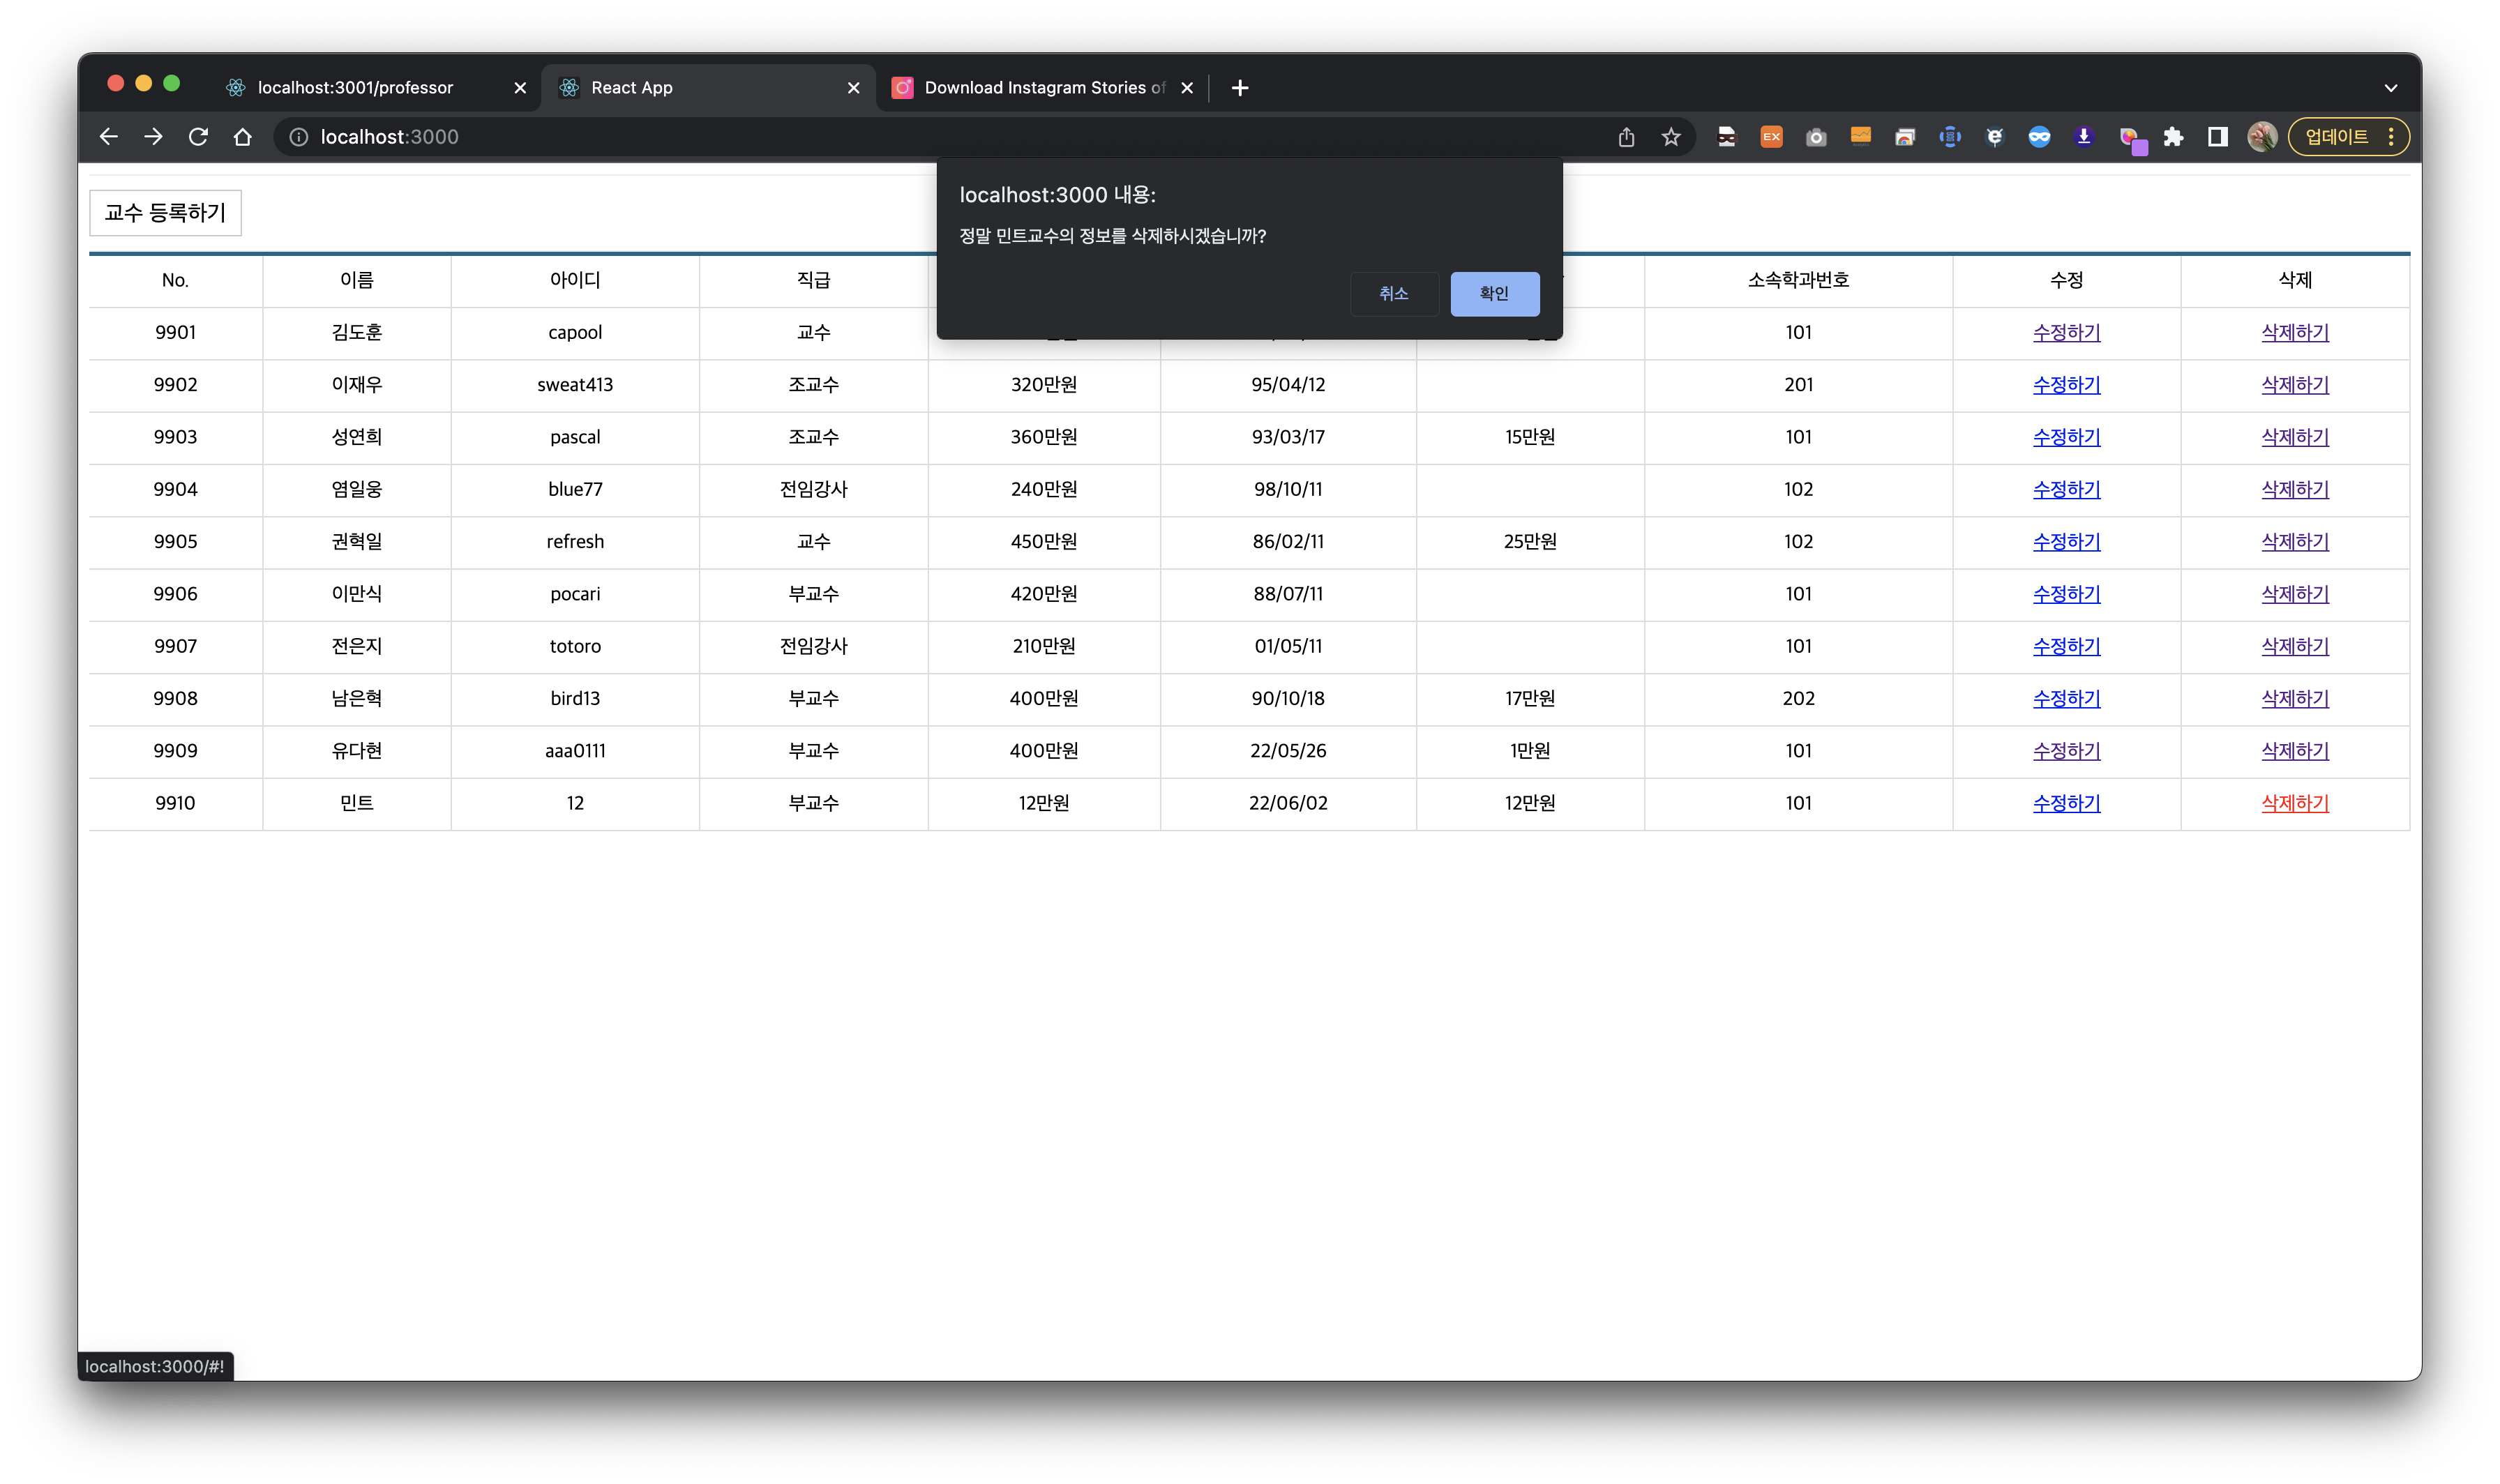 localhost:3001/professor React App Download Instagram Stories of
localhost:3000 EX 업데이트
localhost:3000 내용:
정말 민트교수의 정보를 삭제하시겠습니까?
취소 확인
교수 등록하기
No. 이름 아이디 직급 소속학과번호 수정 삭제
9901 김도훈 capool 교수 101 수정하기 삭제하기
9902 이재우 sweat413 조교수 320만원 95/04/12 201 수정하기 삭제하기
9903 성연희 pascal 조교수 360만원 93/03/17 15만원 101 수정하기 삭제하기
9904 염일웅 blue77 전임강사 240만원 98/10/11 102 수정하기 삭제하기
9905 권혁일 refresh 교수 450만원 86/02/11 25만원 102 수정하기 삭제하기
9906 이만식 pocari 부교수 420만원 88/07/11 101 수정하기 삭제하기
9907 전은지 totoro 전임강사 210만원 01/05/11 101 수정하기 삭제하기
9908 남은혁 bird13 부교수 400만원 90/10/18 17만원 202 수정하기 삭제하기
9909 유다현 aaa0111 부교수 400만원 22/05/26 1만원 101 수정하기 삭제하기
9910 민트 12 부교수 12만원 22/06/02 12만원 101 수정하기 삭제하기
localhost:3000/#!